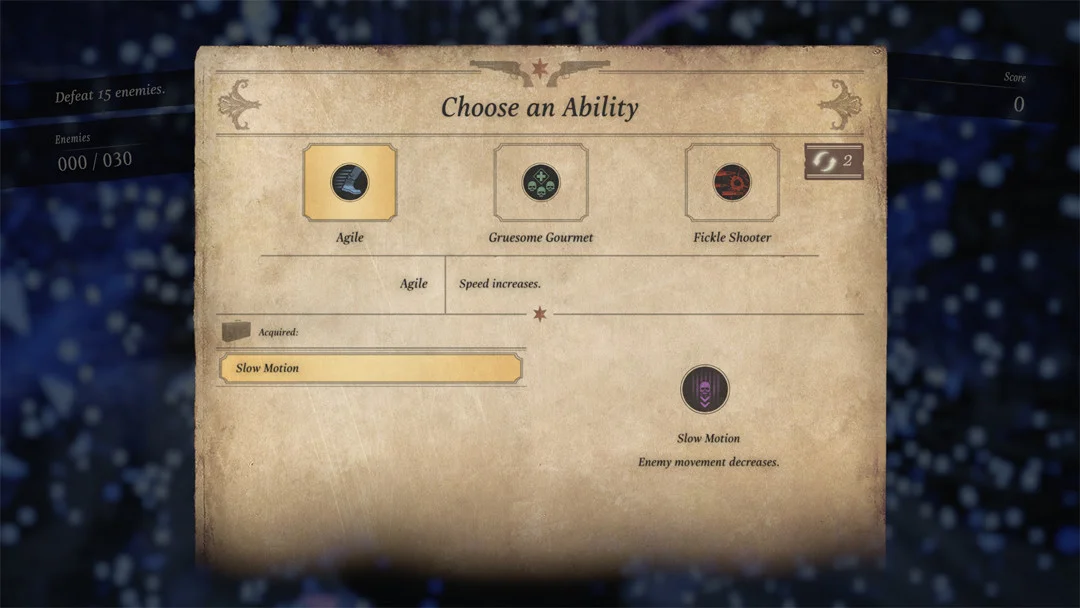 Defeat 15 enemies.
Enemies
000 / 030
Score
0
Choose an Ability
2
Agile
Gruesome Gourmet
Fickle Shooter
Agile
Speed increases.
Acquired:
Slow Motion
Slow Motion
Enemy movement decreases.